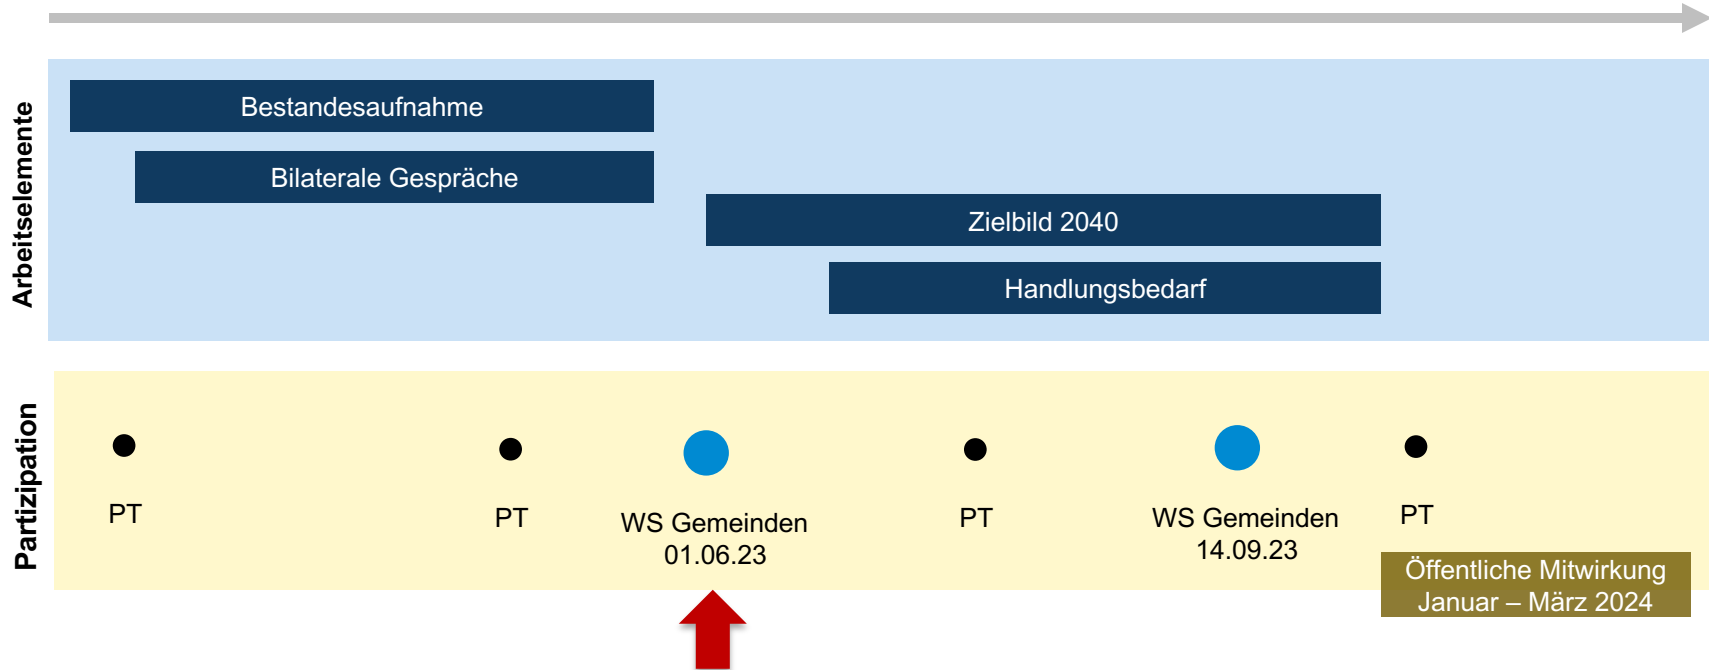 Arbeitselemente
Bestandesaufnahme
Bilaterale Gespräche
Zielbild 2040
Handlungsbedarf
Partizipation
PT
PT
WS Gemeinden
01.06.23
PT
WS Gemeinden
14.09.23
PT
Öffentliche Mitwirkung
Januar – März 2024